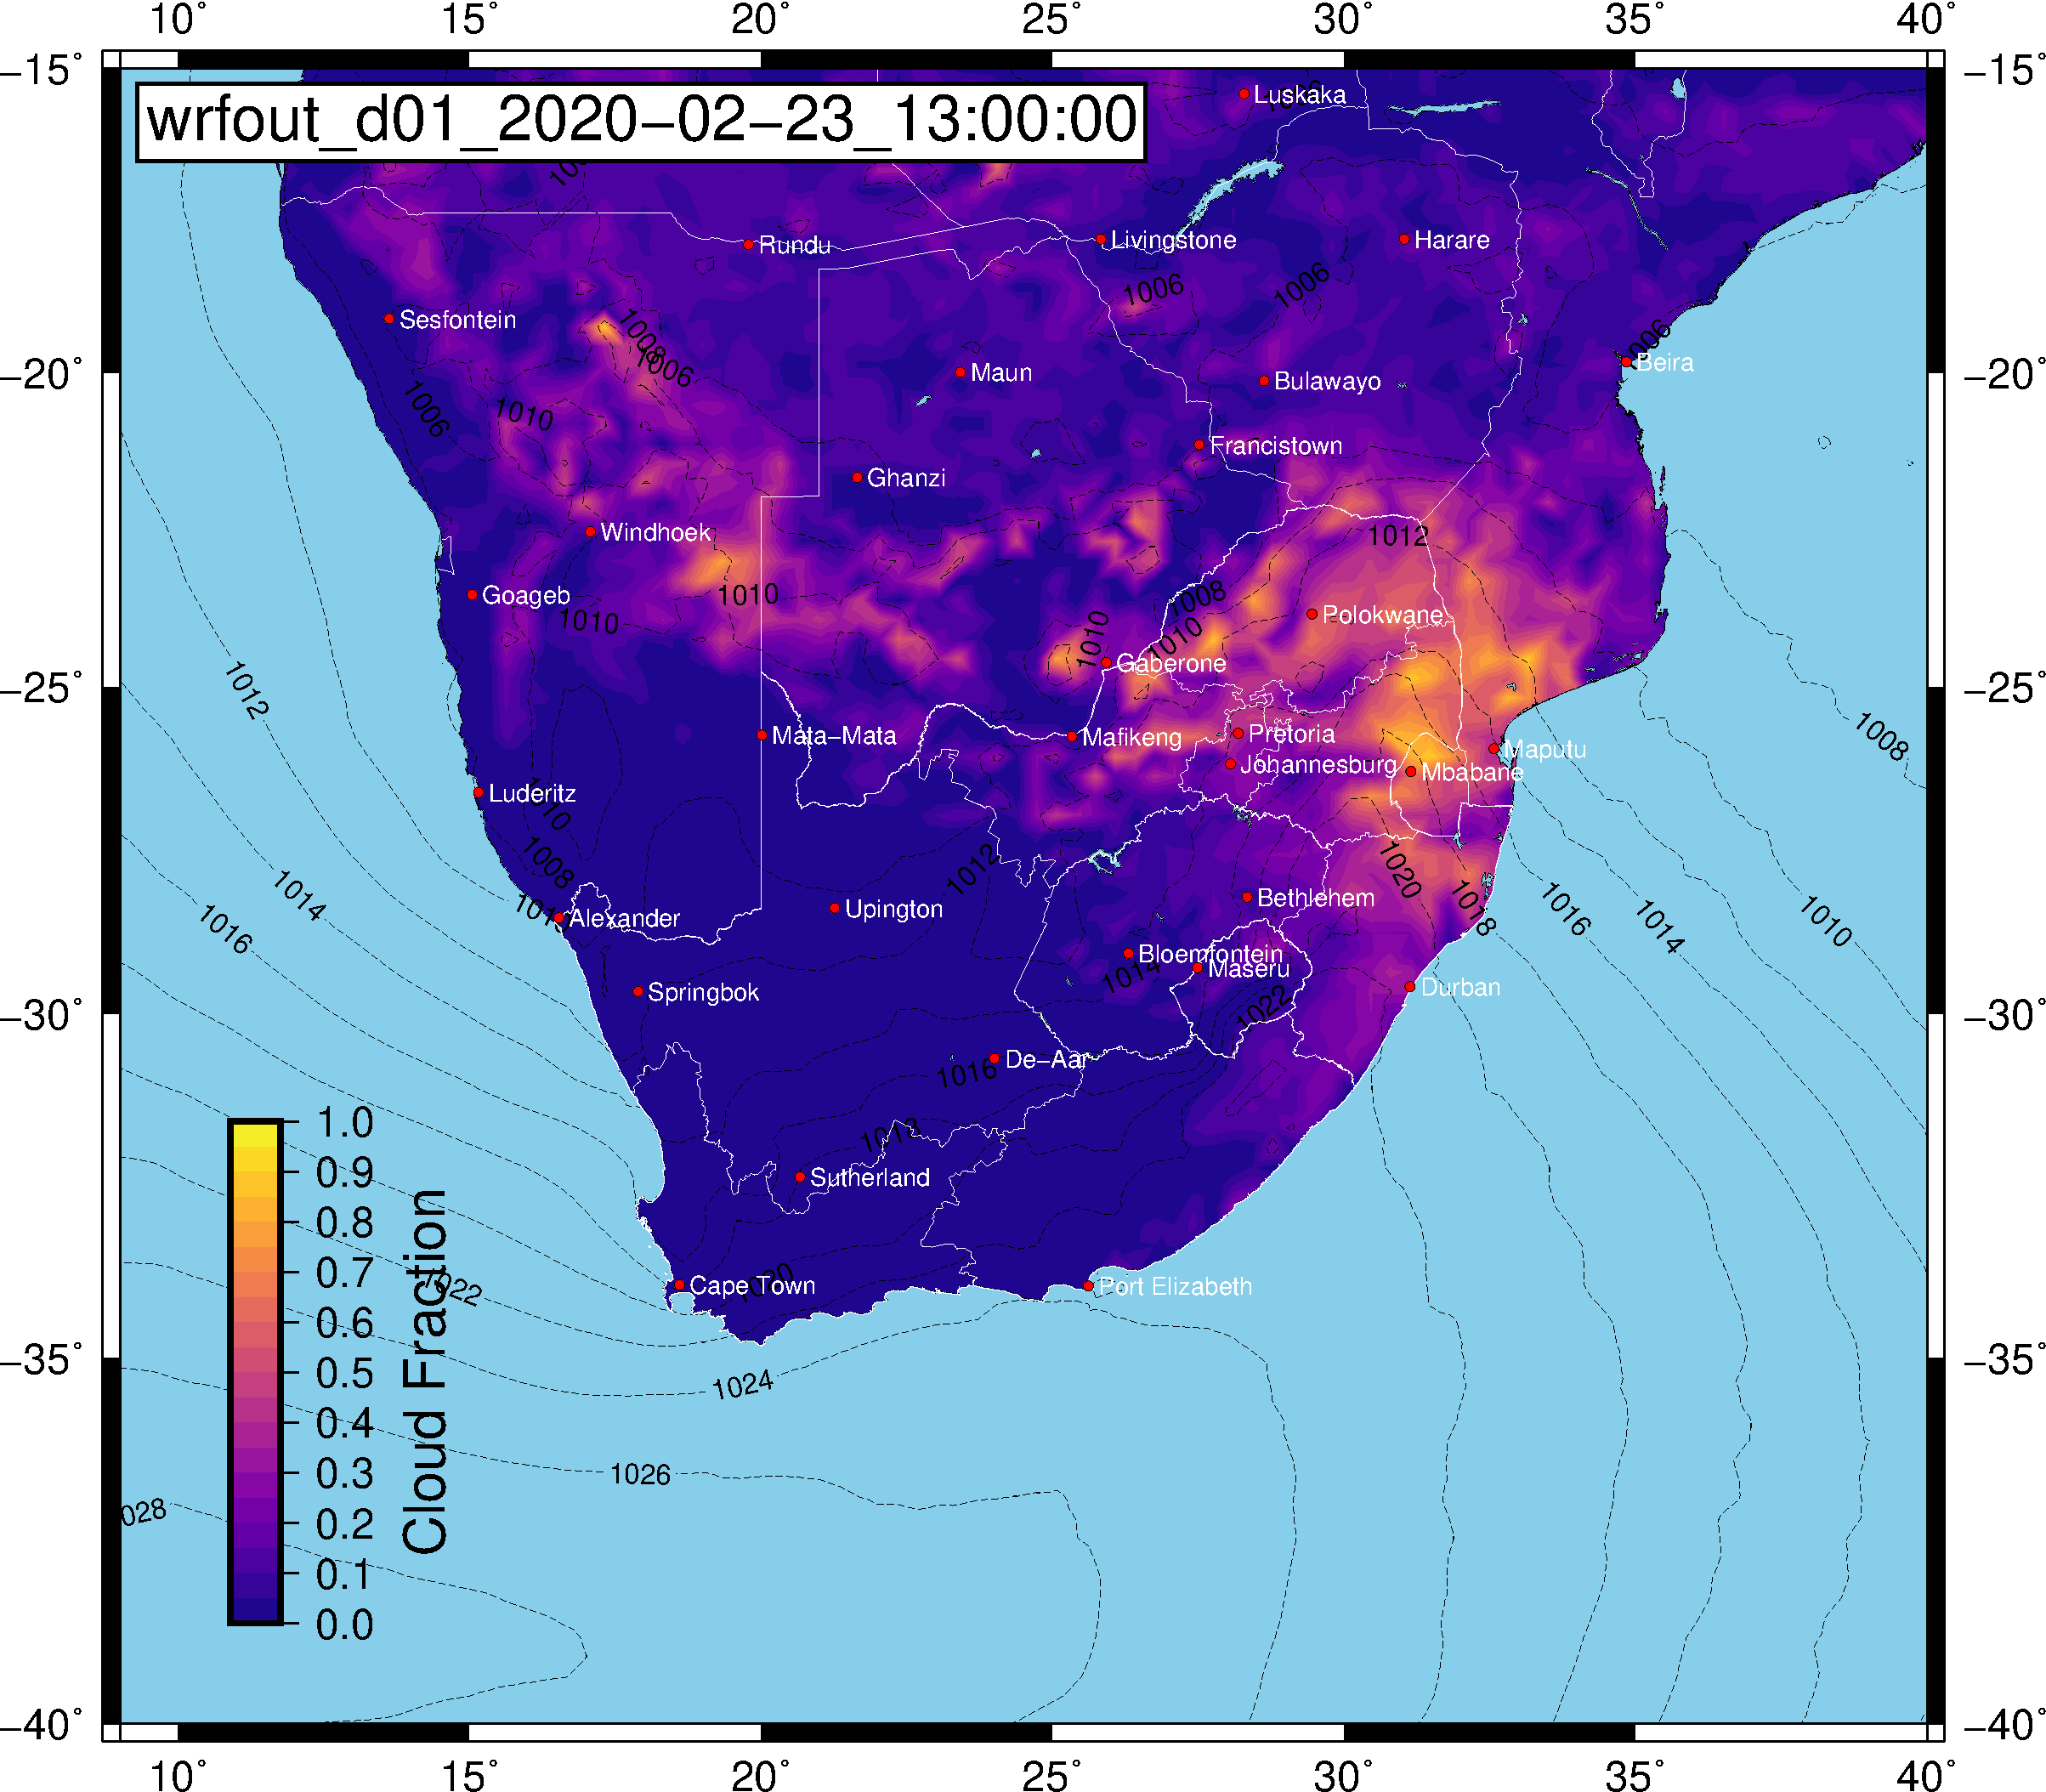 10° 15° 20° 25° 30° 35° 40°
−15° −15°
wrfout_d01_2020−02−23_13:00:00
Luskaka
Rundu
Livingstone
Harare
1006
1006
Sesfontein
1008
1006
Beira
−20° −20°
Maun
Bulawayo
1006
1010
Francistown
Ghanzi
Windhoek
1012
Goageb
1010
1008
1010
Polokwane
1010
1010
Gaberone
−25° −25°
1012
Mata−Mata
Mafikeng
Pretoria
1008
Maputu
Johannesburg
Mbabane
Luderitz
1010
1008
1012
1020
1014
1018
1016
1014
1010
Bethlehem
Upington
1016
Alexander
Bloemfontein
Maseru
1014
Springbok
1022
Durban
−30° −30°
De−Aar
1016
1018
Sutherland
Cape Town
1020
1022
Port Elizabeth
−35° −35°
1024
1026
028
1.0
0.9
0.8
0.7
0.6
0.5
0.4
0.3
0.2
0.1
0.0
Cloud Fraction
−40° −40°
10° 15° 20° 25° 30° 35° 40°